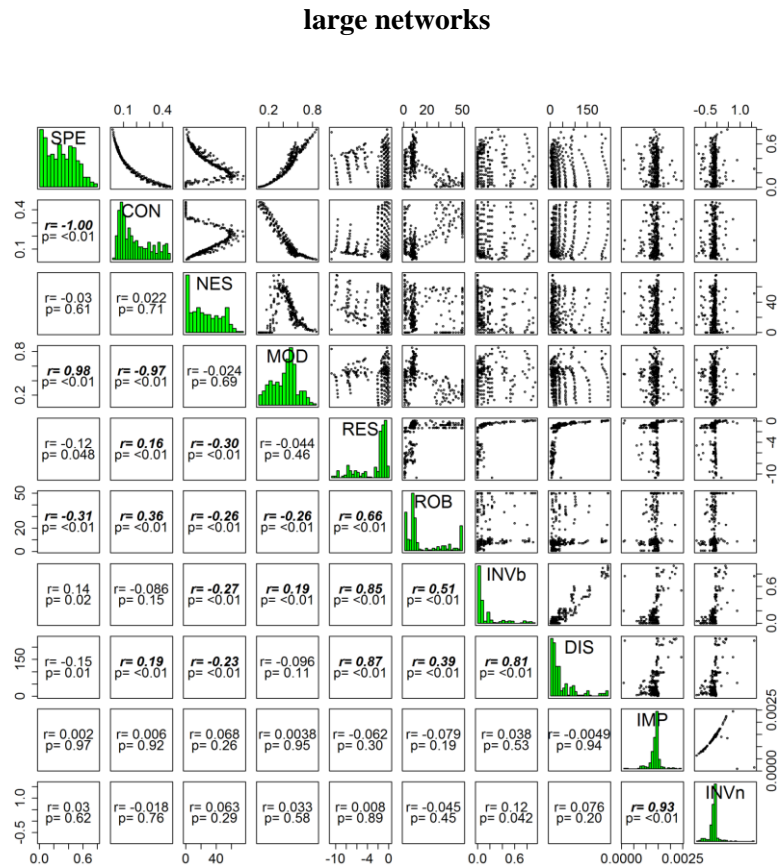 large networks
0.1 0.4 0.2 0.8 0 20 50 0 150 -0.5 1.0
SPE
0.0 0.6
0.1 0.4
r= -1.00
p= <0.01
CON
r= -0.03
p= 0.61
r= 0.022
p= 0.71
NES
0 40
0.2 0.8
r= 0.98
p= <0.01
r= -0.97
p= <0.01
r= -0.024
p= 0.69
MOD
r= -0.12
p= 0.048
r= 0.16
p= <0.01
r= -0.30
p= <0.01
r= -0.044
p= 0.46
RES
-10 -4 0
0 20 50
r= -0.31
p= <0.01
r= 0.36
p= <0.01
r= -0.26
p= <0.01
r= -0.26
p= <0.01
r= 0.66
p= <0.01
ROB
r= 0.14
p= 0.02
r= -0.086
p= 0.15
r= -0.27
p= <0.01
r= 0.19
p= <0.01
r= 0.85
p= <0.01
r= 0.51
p= <0.01
INVb
0.0 0.6
0 150
r= -0.15
p= 0.01
r= 0.19
p= <0.01
r= -0.23
p= <0.01
r= -0.096
p= 0.11
r= 0.87
p= <0.01
r= 0.39
p= <0.01
r= 0.81
p= <0.01
DIS
r= 0.002
p= 0.97
r= 0.006
p= 0.92
r= 0.068
p= 0.26
r= 0.0038
p= 0.95
r= -0.062
p= 0.30
r= -0.079
p= 0.19
r= 0.038
p= 0.53
r= -0.0049
p= 0.94
IMP
0.0000 0.0025
-0.5 1.0
r= 0.03
p= 0.62
r= -0.018
p= 0.76
r= 0.063
p= 0.29
r= 0.033
p= 0.58
r= 0.008
p= 0.89
r= -0.045
p= 0.45
r= 0.12
p= 0.042
r= 0.076
p= 0.20
r= 0.93
p= <0.01
INVn
0.0 0.4 0.8 0 40 -10 -4 0 0.0 0.6 0.0000 0.0025